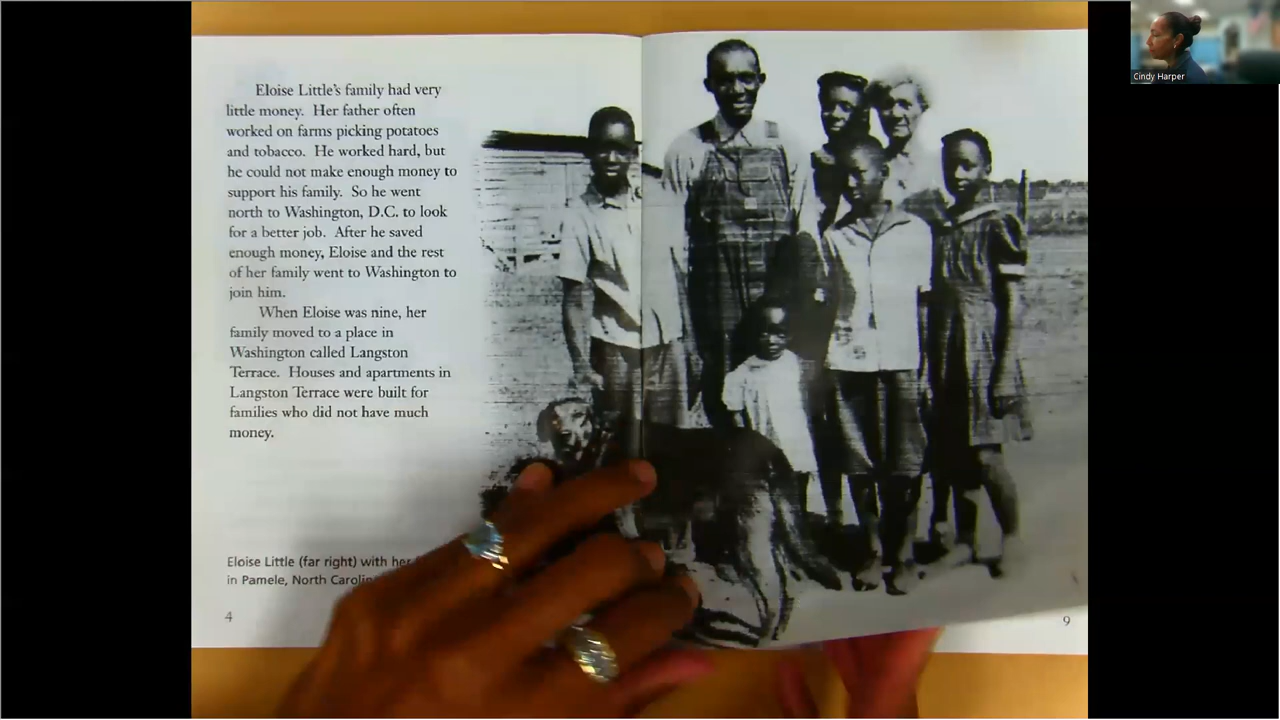 Eloise Little's family had very
little money. Her father often
worked on farms picking potatoes
and tobacco. He worked hard, but
he could not make enough money to
support his family. So he went
north to Washington, D.C. to look
for a better job. After he saved
enough money, Eloise and the rest
of her family went to Washington to
join him.
When Eloise was nine, her
family moved to a place in
Washington called Langston
Terrace. Houses and apartments in
Langston Terrace were built for
families who did not have much
money.
Eloise Little (far right) with her
in Pamele, North Carolin
4
9
Cindy Harper